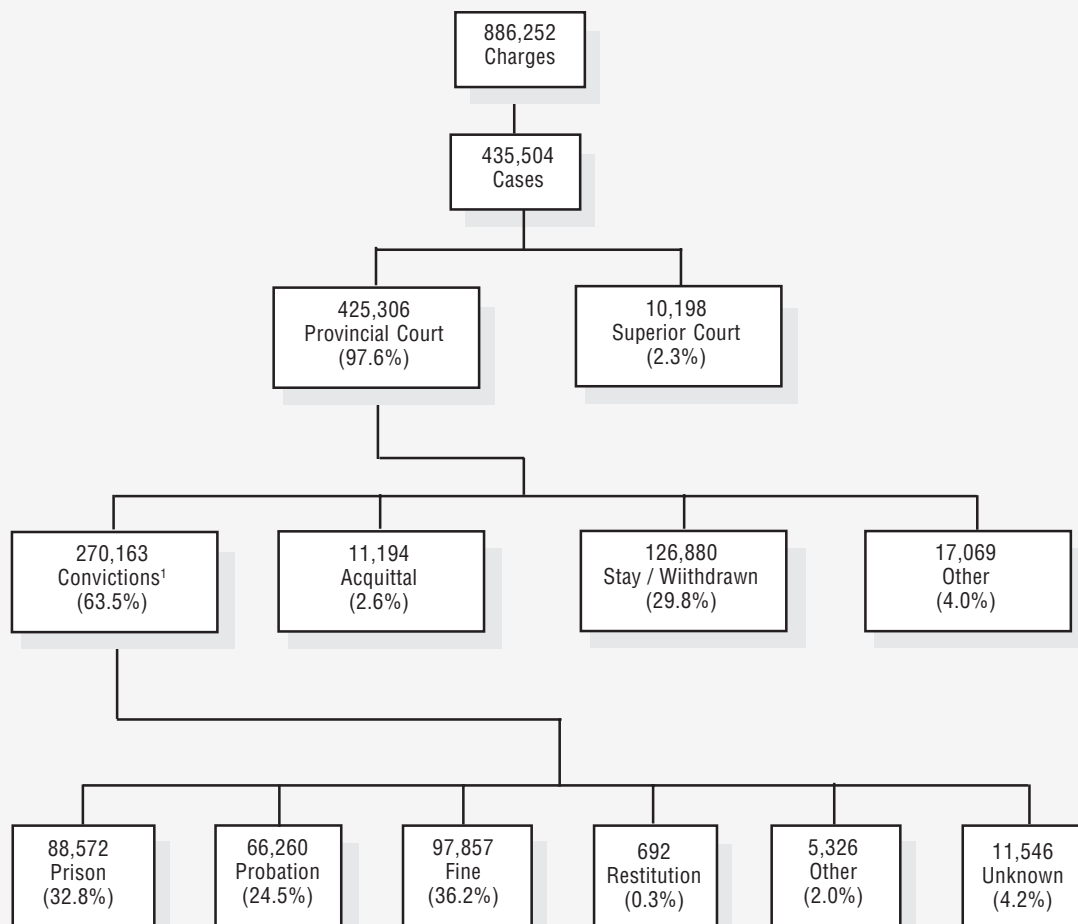 886,252
Charges
435,504
Cases
425,306
Provincial Court
(97.6%)
10,198
Superior Court
(2.3%)
270,163
Convictions¹
(63.5%)
11,194
Acquittal
(2.6%)
126,880
Stay / Wiithdrawn
(29.8%)
17,069
Other
(4.0%)
88,572
Prison
(32.8%)
66,260
Probation
(24.5%)
97,857
Fine
(36.2%)
692
Restitution
(0.3%)
5,326
Other
(2.0%)
11,546
Unknown
(4.2%)